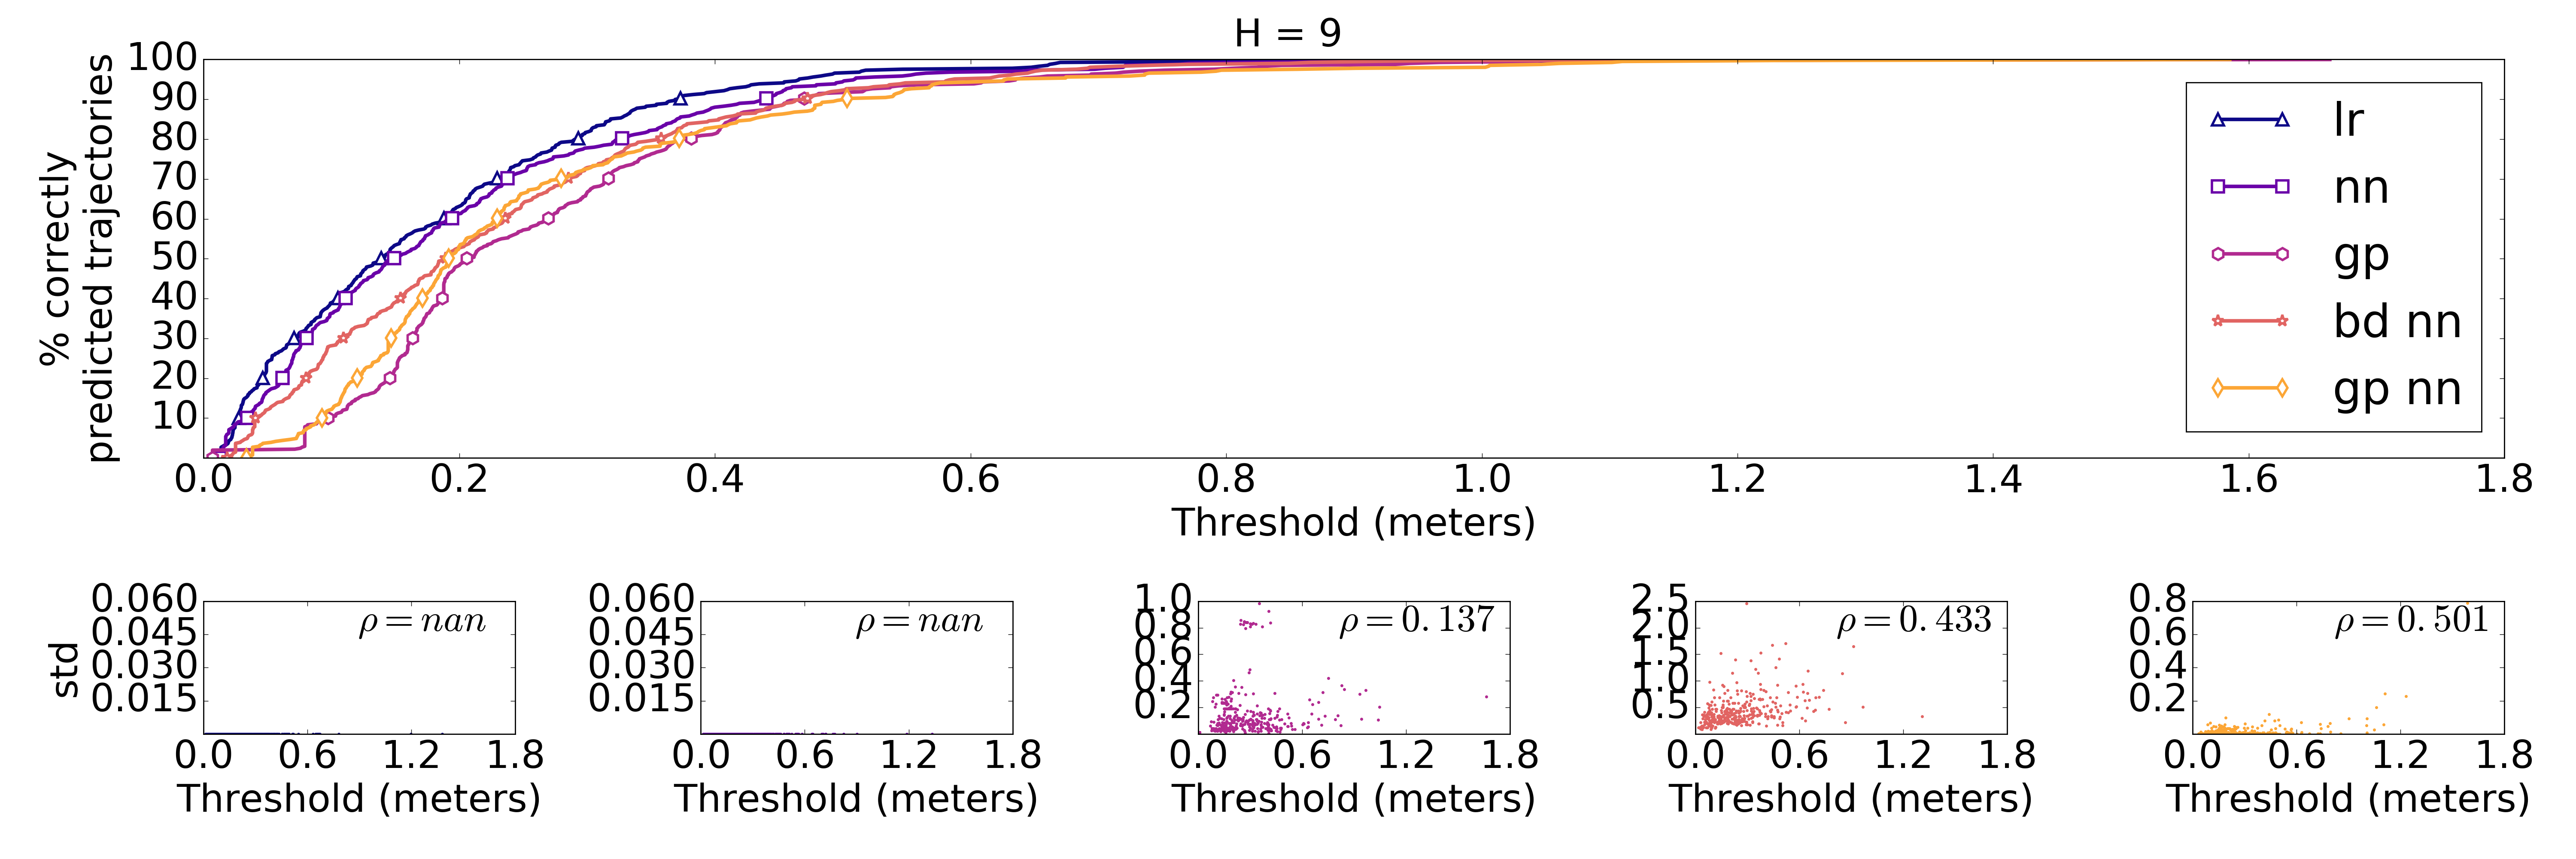 H = 9
% correctly
predicted trajectories
100
90
80
70
60
50
40
30
20
10
0.0 0.2 0.4 0.6 0.8 1.0 1.2 1.4 1.6 1.8
Threshold (meters)
lr
nn
gp
bd nn
gp nn
std
0.060
0.045
0.030
0.015
ρ = nan
0.0 0.6 1.2 1.8
Threshold (meters)
0.060
0.045
0.030
0.015
ρ = nan
0.0 0.6 1.2 1.8
Threshold (meters)
1.0
0.8
0.6
0.4
0.2
ρ = 0.137
0.0 0.6 1.2 1.8
Threshold (meters)
2.5
2.0
1.5
1.0
0.5
ρ = 0.433
0.0 0.6 1.2 1.8
Threshold (meters)
0.8
0.6
0.4
0.2
ρ = 0.501
0.0 0.6 1.2 1.8
Threshold (meters)